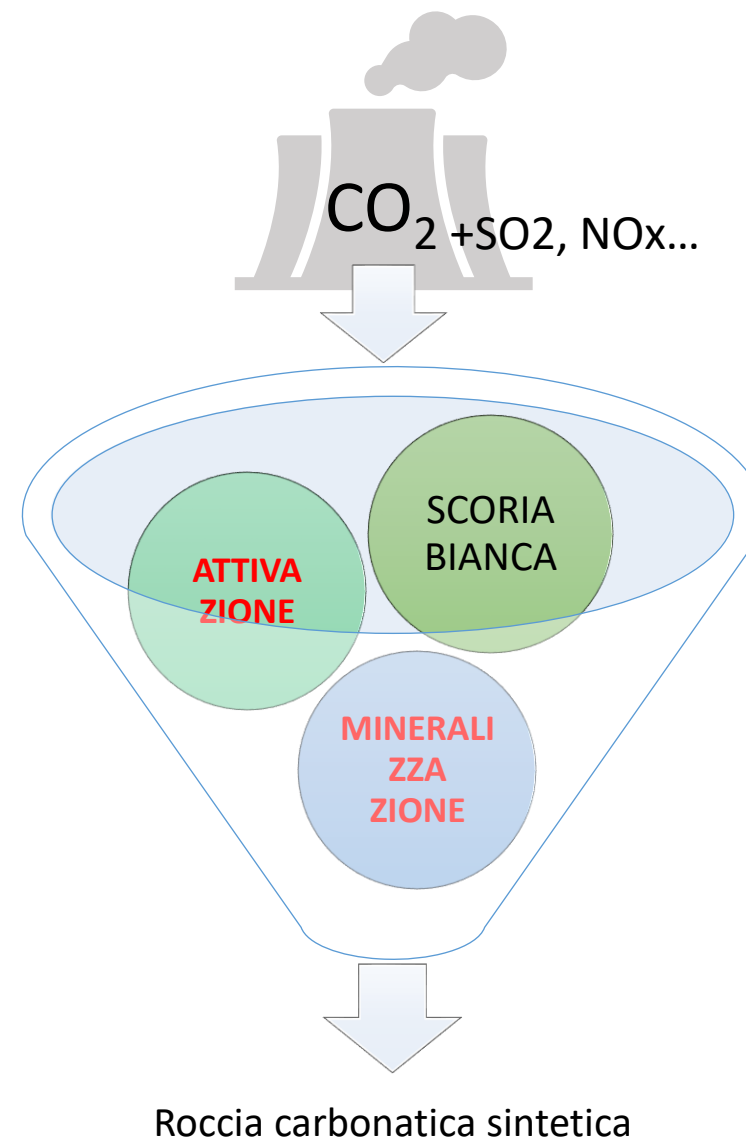 CO2 +SO2, NOx...
SCORIA
BIANCA
ATTIVA
ZIONE
MINERALI
ZZA
ZIONE
Roccia carbonatica sintetica